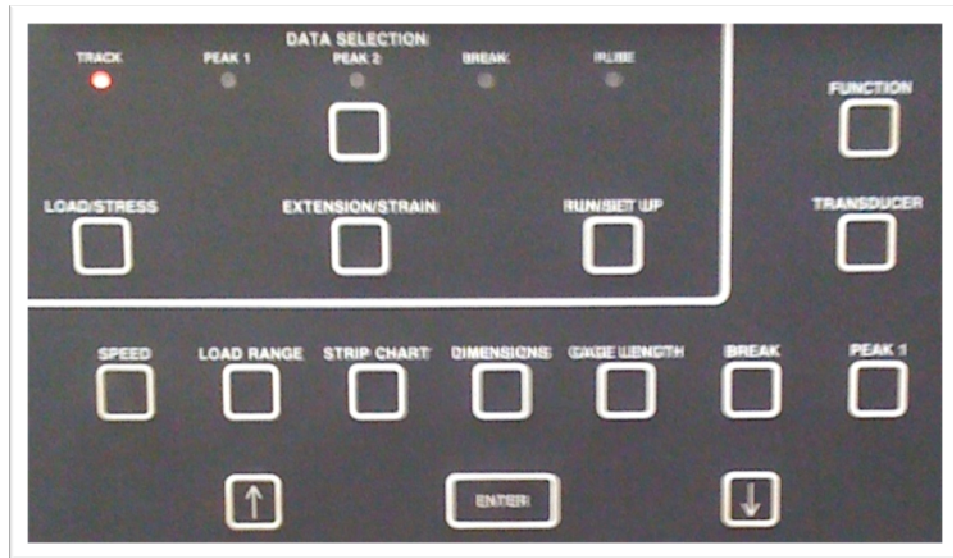 DATA SELECTION
TRACK PEAK 1 PEAK 2 BREAK
FUNCTION
LOAD/STRESS EXTENSION/STRAIN RUN/SET UP TRANSDUCER
SPEED LOAD RANGE STRIP CHART DIMENSIONS GAGE LENGTH BREAK PEAK 1
↑ ENTER ↓